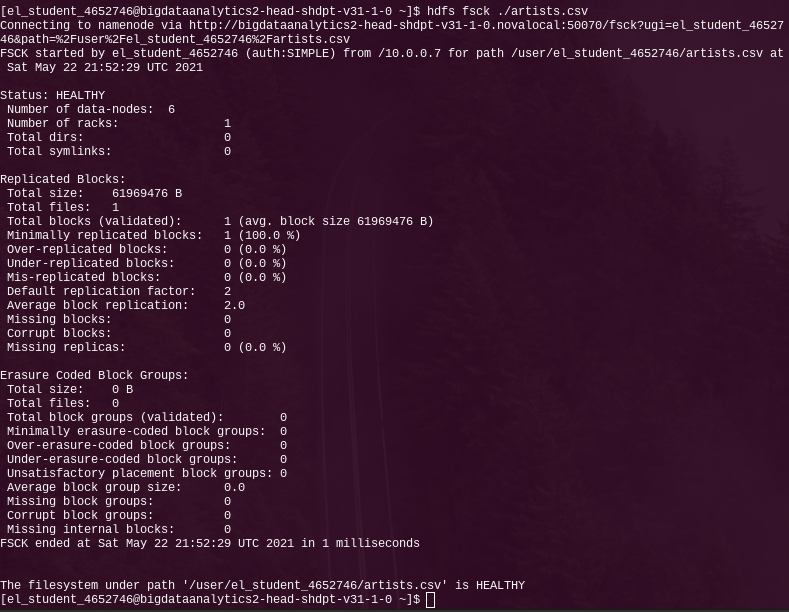 [el_student_4652746@bigdataanalytics2-head-shdpt-v31-1-0 ~]$ hdfs fsck ./artists.csv
Connecting to namenode via http://bigdataanalytics2-head-shdpt-v31-1-0.novalocal:50070/fsck?ugi=el_student_46527
46&path=%2Fuser%2Fel_student_4652746%2Fartists.csv
FSCK started by el_student_4652746 (auth:SIMPLE) from /10.0.0.7 for path /user/el_student_4652746/artists.csv at
 Sat May 22 21:52:29 UTC 2021

Status: HEALTHY
 Number of data-nodes:  6
 Number of racks:               1
 Total dirs:                    0
 Total symlinks:                0

Replicated Blocks:
 Total size:    61969476 B
 Total files:   1
 Total blocks (validated):      1 (avg. block size 61969476 B)
 Minimally replicated blocks:   1 (100.0 %)
 Over-replicated blocks:        0 (0.0 %)
 Under-replicated blocks:       0 (0.0 %)
 Mis-replicated blocks:         0 (0.0 %)
 Default replication factor:    2
 Average block replication:     2.0
 Missing blocks:                0
 Corrupt blocks:                0
 Missing replicas:              0 (0.0 %)

Erasure Coded Block Groups:
 Total size:    0 B
 Total files:   0
 Total block groups (validated):        0
 Minimally erasure-coded block groups:  0
 Over-erasure-coded block groups:       0
 Under-erasure-coded block groups:      0
 Unsatisfactory placement block groups: 0
 Average block group size:      0.0
 Missing block groups:          0
 Corrupt block groups:          0
 Missing internal blocks:       0
FSCK ended at Sat May 22 21:52:29 UTC 2021 in 1 milliseconds


The filesystem under path '/user/el_student_4652746/artists.csv' is HEALTHY
[el_student_4652746@bigdataanalytics2-head-shdpt-v31-1-0 ~]$